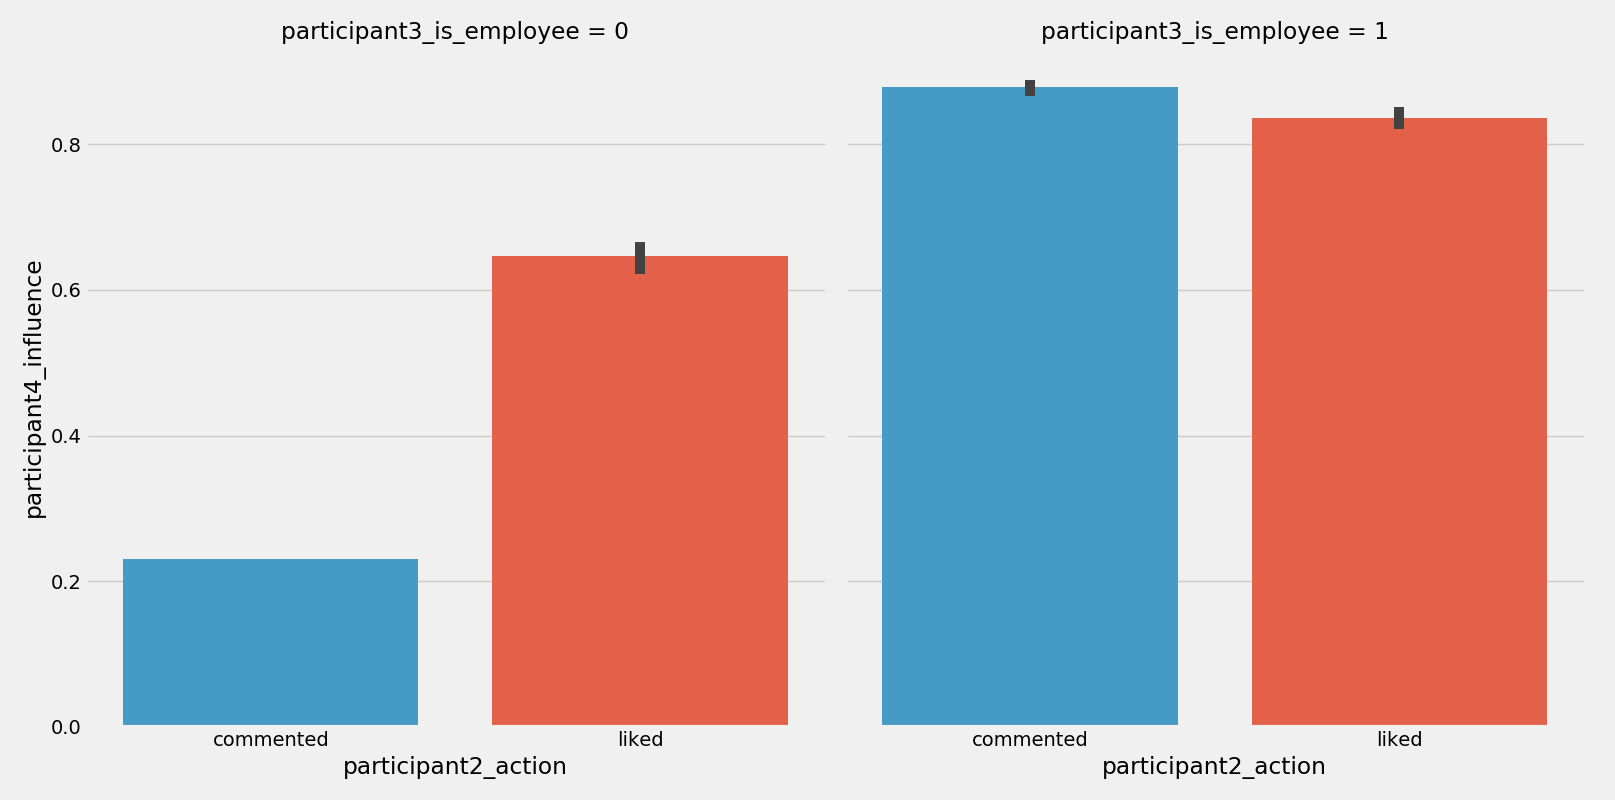 participant3_is_employee = 0
participant3_is_employee = 1
participant4_influence
0.8
0.6
0.4
0.2
0.0
commented
liked
commented
liked
participant2_action
participant2_action